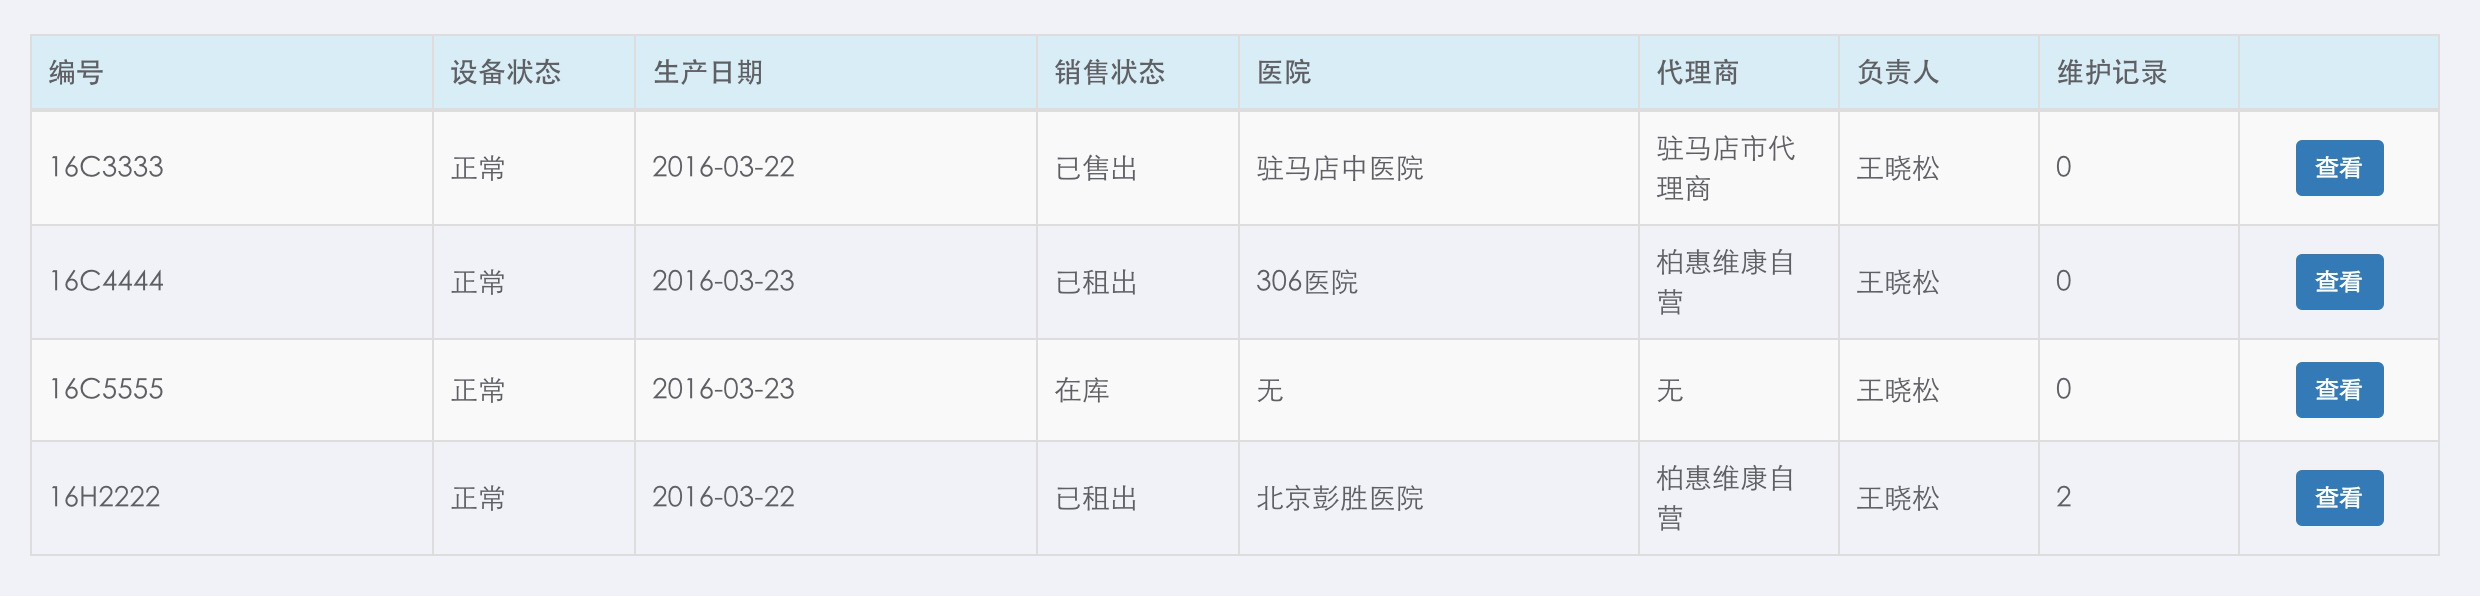 编号 设备状态 生产日期 销售状态 医院 代理商 负责人 维护记录
16C3333 正常 2016-03-22 已售出 驻马店中医院 驻马店市代 王晓松 0 查看
理商
16C4444 正常 2016-03-23 已租出 306医院 柏惠维康自 王晓松 0 查看
营
16C5555 正常 2016-03-23 在库 无 无 王晓松 0 查看
16H2222 正常 2016-03-22 已租出 北京彭胜医院 柏惠维康自 王晓松 2 查看
营